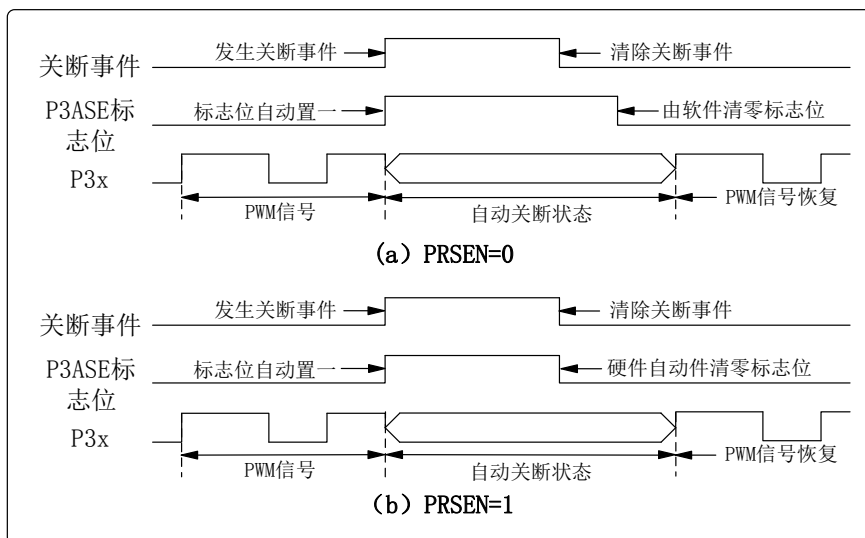 发生关断事件
清除关断事件
关断事件
P3ASE标
志位
标志位自动置一
由软件清零标志位
P3x
PWM信号
自动关断状态
PWM信号恢复
(a) PRSEN=0
发生关断事件
清除关断事件
关断事件
P3ASE标
志位
标志位自动置一
硬件自动件清零标志位
P3x
PWM信号
自动关断状态
PWM信号恢复
(b) PRSEN=1